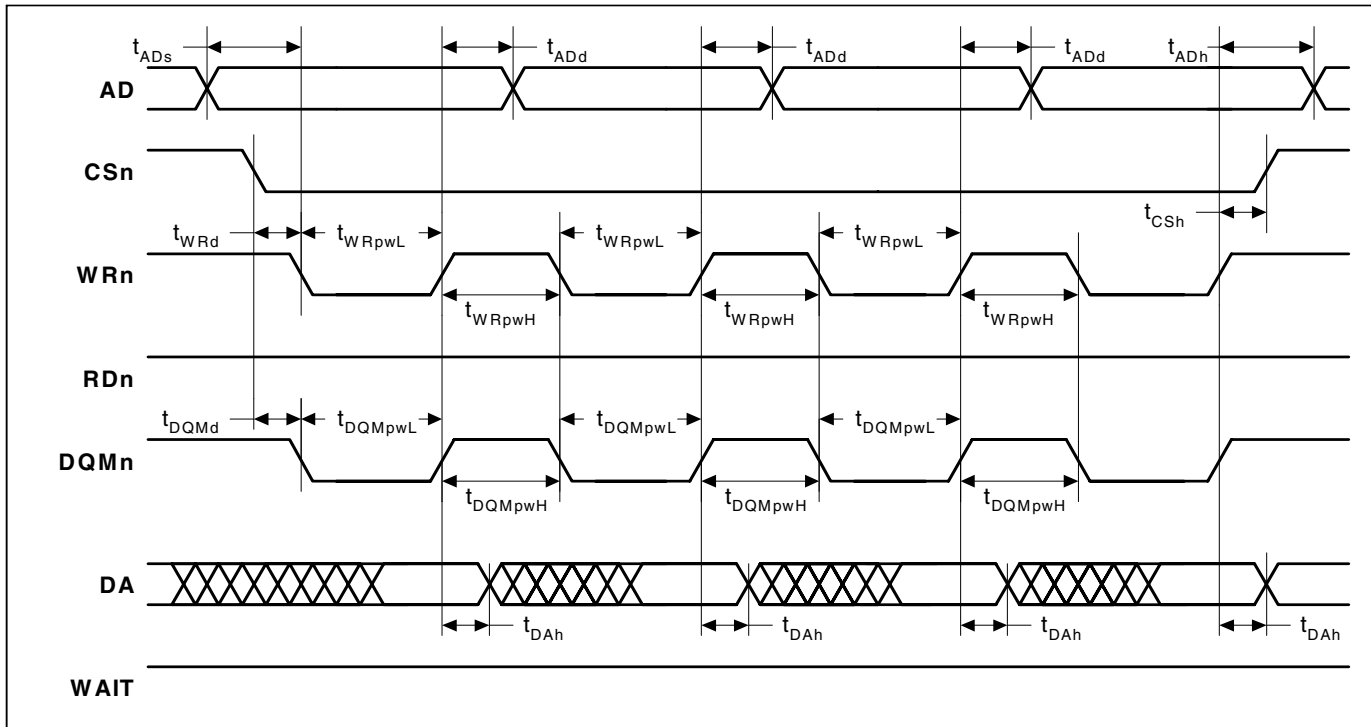 tADs tADd tADd tADd tADh
AD
CSn
tCSh
tWRd tWRpwL tWRpwL tWRpwL
WRn
tWRpwH tWRpwH tWRpwH
RDn
tDQMd tDQMpwL tDQMpwL tDQMpwL
DQMn
tDQMpwH tDQMpwH tDQMpwH
DA
tDAh tDAh tDAh tDAh
WAIT